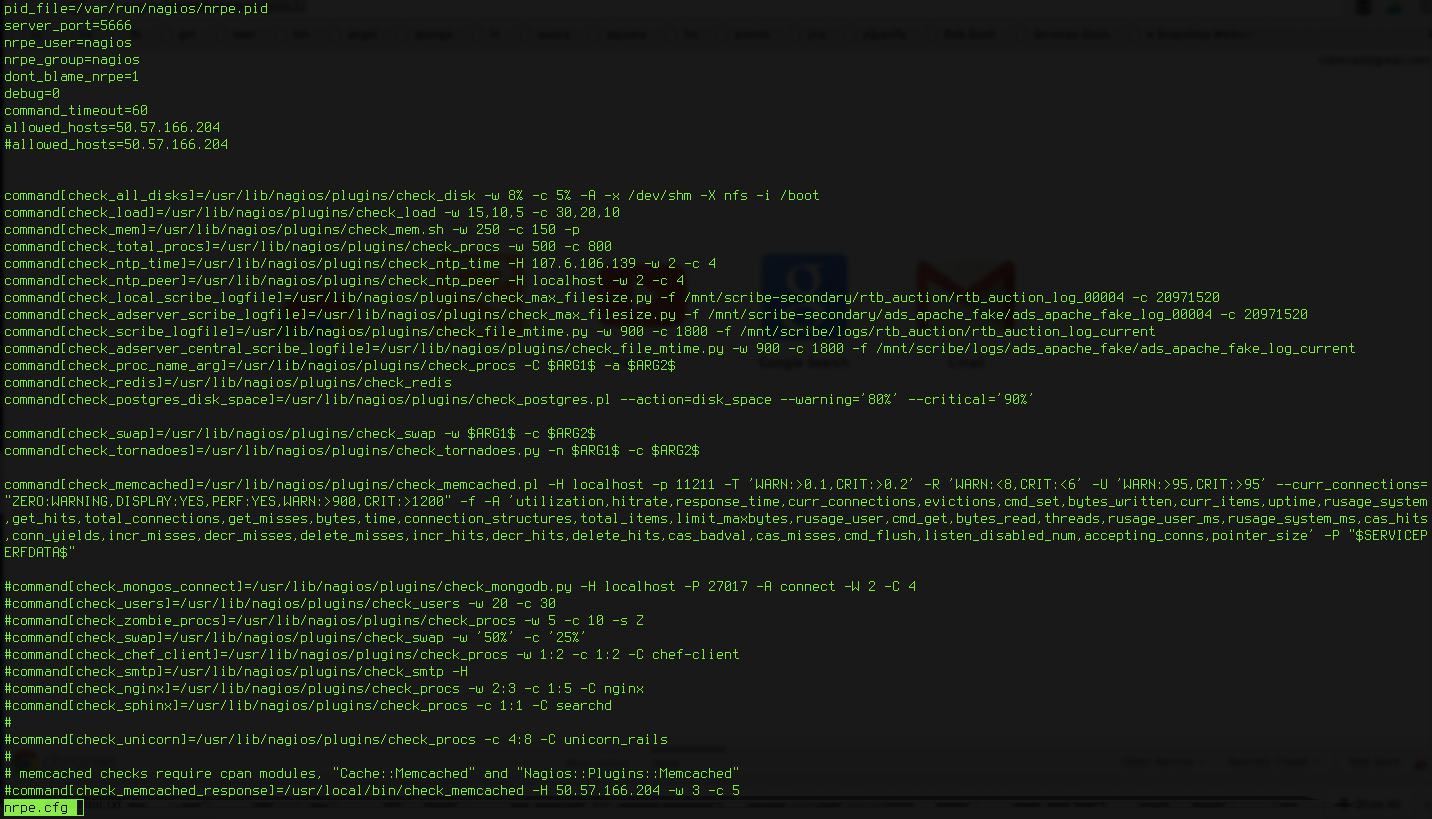 pid_file=/var/run/nagios/nrpe.pid
server_port=5666
nrpe_user=nagios
nrpe_group=nagios
dont_blame_nrpe=1
debug=0
command_timeout=60
allowed_hosts=50.57.166.204
#allowed_hosts=50.57.166.204
command[check_all_disks]=/usr/lib/nagios/plugins/check_disk -w 8% -c 5% -A -x /dev/shm -X nfs -i /boot
command[check_load]=/usr/lib/nagios/plugins/check_load -w 15,10,5 -c 30,20,10
command[check_mem]=/usr/lib/nagios/plugins/check_mem.sh -w 250 -c 150 -p
command[check_total_procs]=/usr/lib/nagios/plugins/check_procs -w 500 -c 800
command[check_ntp_time]=/usr/lib/nagios/plugins/check_ntp_time -H 107.6.106.139 -w 2 -c 4
command[check_ntp_peer]=/usr/lib/nagios/plugins/check_ntp_peer -H localhost -w 2 -c 4
command[check_local_scribe_logfile]=/usr/lib/nagios/plugins/check_max_filesize.py -f /mnt/scribe-secondary/rtb_auction/rtb_auction_log_00004 -c 20971520
command[check_adserver_scribe_logfile]=/usr/lib/nagios/plugins/check_max_filesize.py -f /mnt/scribe-secondary/ads_apache_fake/ads_apache_fake_log_00004 -c 20971520
command[check_scribe_logfile]=/usr/lib/nagios/plugins/check_file_mtime.py -w 900 -c 1800 -f /mnt/scribe/logs/rtb_auction/rtb_auction_log_current
command[check_adserver_central_scribe_logfile]=/usr/lib/nagios/plugins/check_file_mtime.py -w 900 -c 1800 -f /mnt/scribe/logs/ads_apache_fake/ads_apache_fake_log_current
command[check_proc_name_arg]=/usr/lib/nagios/plugins/check_procs -C $ARG1$ -a $ARG2$
command[check_redis]=/usr/lib/nagios/plugins/check_redis
command[check_postgres_disk_space]=/usr/lib/nagios/plugins/check_postgres.pl --action=disk_space --warning='80%' --critical='90%'
command[check_swap]=/usr/lib/nagios/plugins/check_swap -w $ARG1$ -c $ARG2$
command[check_tornadoes]=/usr/lib/nagios/plugins/check_tornadoes.py -n $ARG1$ -c $ARG2$
command[check_memcached]=/usr/lib/nagios/plugins/check_memcached.pl -H localhost -p 11211 -T 'WARN:>0.1,CRIT:>0.2' -R 'WARN:<8,CRIT:<6' -U 'WARN:>95,CRIT:>95' --curr_connections=
"ZERO:WARNING,DISPLAY:YES,PERF:YES,WARN:>900,CRIT:>1200" -f -A 'utilization,hitrate,response_time,curr_connections,evictions,cmd_set,bytes_written,curr_items,uptime,rusage_system
,get_hits,total_connections,get_misses,bytes,time,connection_structures,total_items,limit_maxbytes,rusage_user,cmd_get,bytes_read,threads,rusage_user_ms,rusage_system_ms,cas_hits
,conn_yields,incr_misses,decr_misses,delete_misses,incr_hits,decr_hits,delete_hits,cas_badval,cas_misses,cmd_flush,listen_disabled_num,accepting_conns,pointer_size' -P "$SERVICEP
ERFDATA$"
#command[check_mongos_connect]=/usr/lib/nagios/plugins/check_mongodb.py -H localhost -P 27017 -A connect -W 2 -C 4
#command[check_users]=/usr/lib/nagios/plugins/check_users -w 20 -c 30
#command[check_zombie_procs]=/usr/lib/nagios/plugins/check_procs -w 5 -c 10 -s Z
#command[check_swap]=/usr/lib/nagios/plugins/check_swap -w '50%' -c '25%'
#command[check_chef_client]=/usr/lib/nagios/plugins/check_procs -w 1:2 -c 1:2 -C chef-client
#command[check_smtp]=/usr/lib/nagios/plugins/check_smtp -H
#command[check_nginx]=/usr/lib/nagios/plugins/check_procs -w 2:3 -c 1:5 -C nginx
#command[check_sphinx]=/usr/lib/nagios/plugins/check_procs -c 1:1 -C searchd
#
#command[check_unicorn]=/usr/lib/nagios/plugins/check_procs -c 4:8 -C unicorn_rails
#
# memcached checks require cpan modules, "Cache::Memcached" and "Nagios::Plugins::Memcached"
#command[check_memcached_response]=/usr/local/bin/check_memcached -H 50.57.166.204 -w 3 -c 5
nrpe.cfg